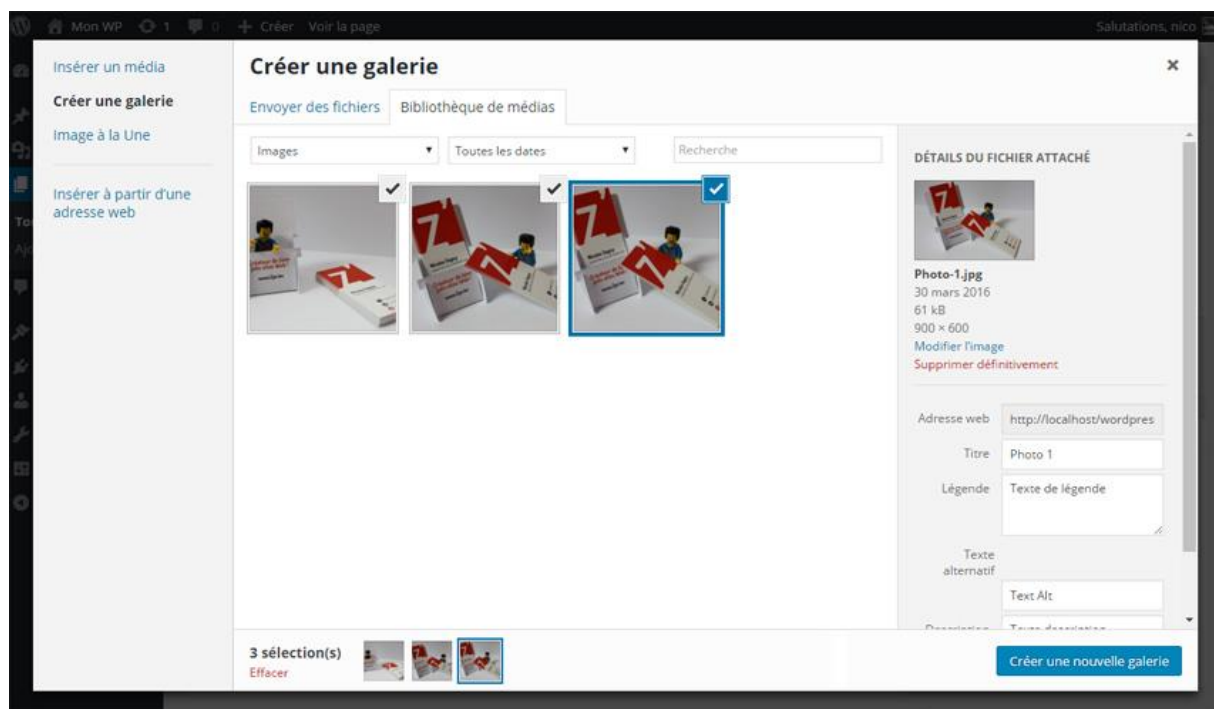 Mon WP 1 0 + Créer Voir la page
Salutations, nico
Insérer un média
Créer une galerie
Image à la Une
Insérer à partir d'une
adresse web
Créer une galerie
Envoyer des fichiers Bibliothèque de médias
Images Toutes les dates Recherche
DÉTAILS DU FICHIER ATTACHÉ
Photo-1.jpg
30 mars 2016
61 kB
900 × 600
Modifier l'image
Supprimer définitivement
Adresse web http://localhost/wordpres
Titre Photo 1
Légende Texte de légende
Texte
alternatif
Text Alt
Description Texte description
3 sélection(s)
Effacer
Créer une nouvelle galerie